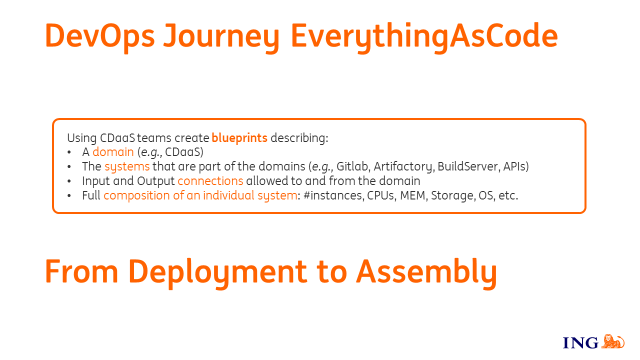 DevOps Journey EverythingAsCode
Using CDaaS teams create blueprints describing:
• A domain (e.g., CDaaS)
• The systems that are part of the domains (e.g., Gitlab, Artifactory, BuildServer, APIs)
• Input and Output connections allowed to and from the domain
• Full composition of an individual system: #instances, CPUs, MEM, Storage, OS, etc.
From Deployment to Assembly
ING